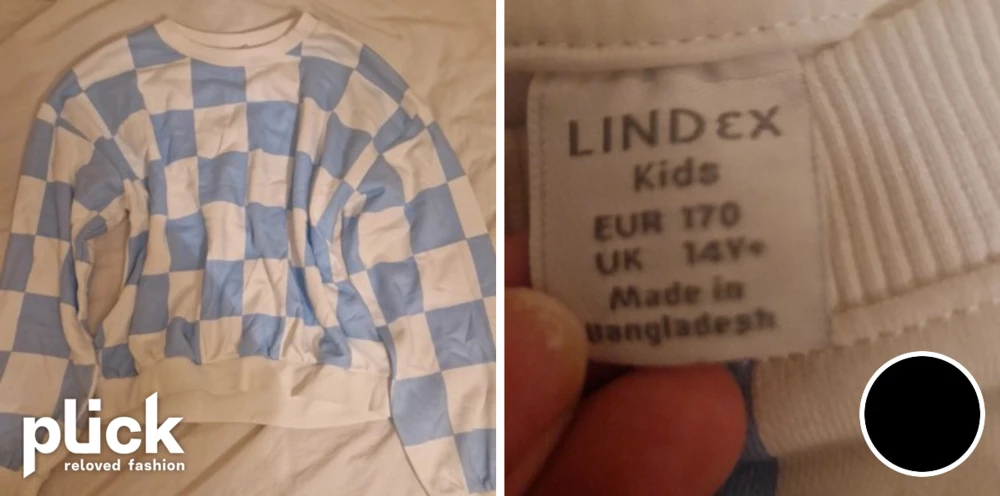 plick
reloved fashion
LINDEX
Kids
EUR 170
UK 14Y+
Made in
Bangladesh